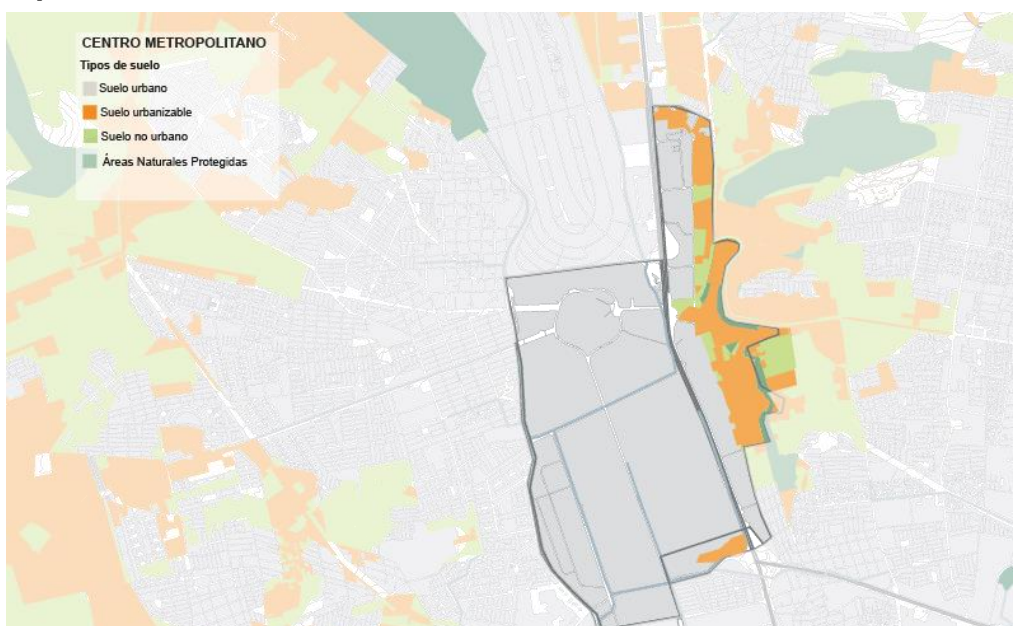 CENTRO METROPOLITANO
Tipos de suelo
Suelo urbano
Suelo urbanizable
Suelo no urbano
Áreas Naturales Protegidas